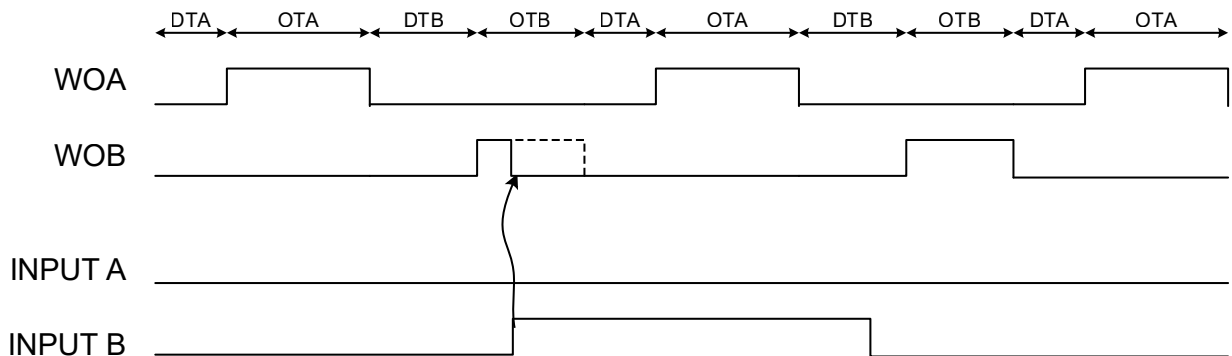 DTA OTA DTB OTB DTA OTA DTB OTB DTA OTA
WOA
WOB
INPUT A
INPUT B